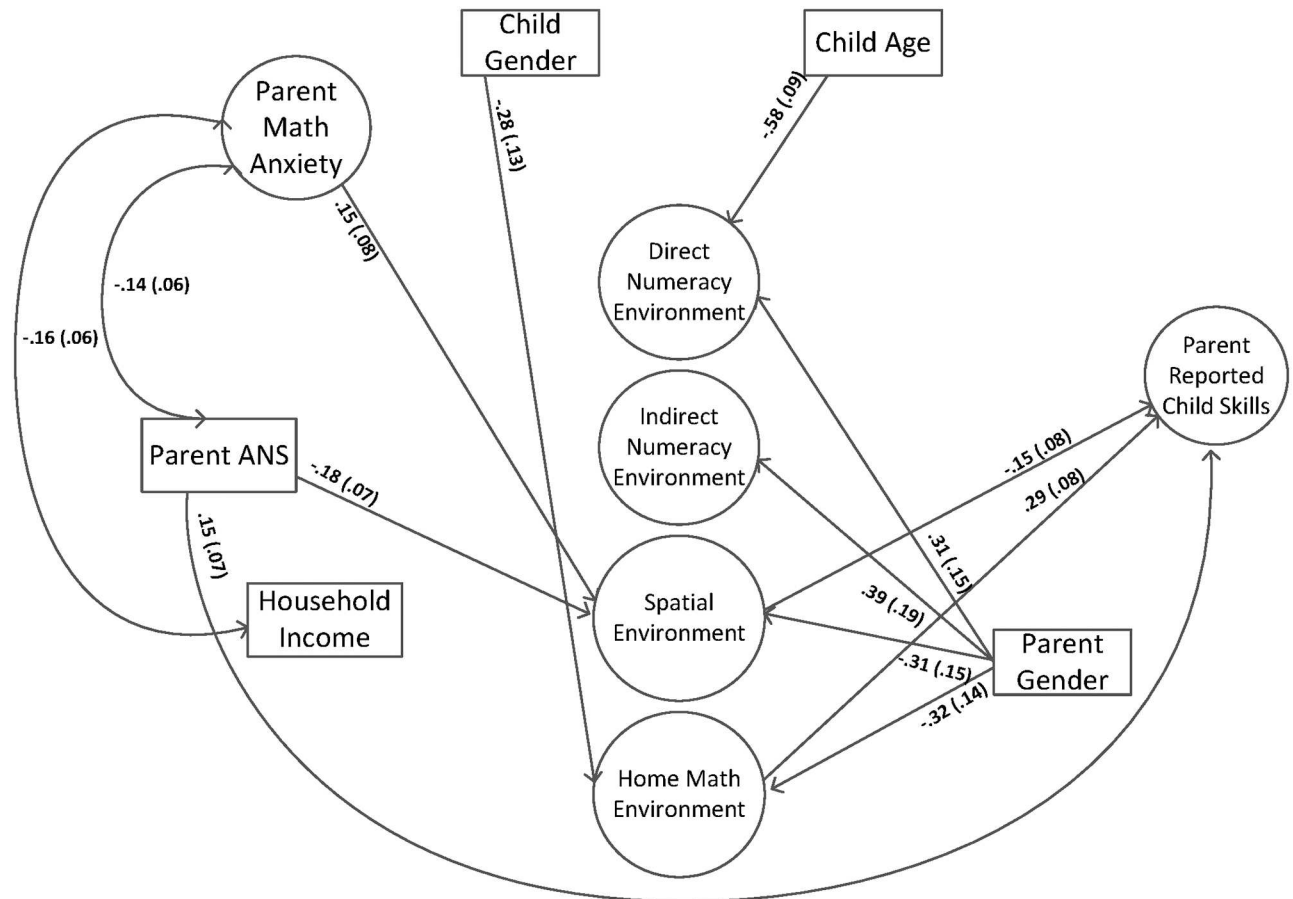 Child
Gender
Child Age
Parent
Math
Anxiety
-.28 (.13)
-.58 (.09)
.15 (.08)
Direct
Numeracy
Environment
-.14 (.06)
-.16 (.06)
Parent
Reported
Child Skills
Parent ANS
Indirect
Numeracy
Environment
-.18 (.07)
-.15 (.08)
.29 (.08)
.15 (.07)
.31 (.15)
.39 (.19)
Household
Income
Spatial
Environment
Parent
Gender
-.31 (.15)
-.32 (.14)
Home Math
Environment